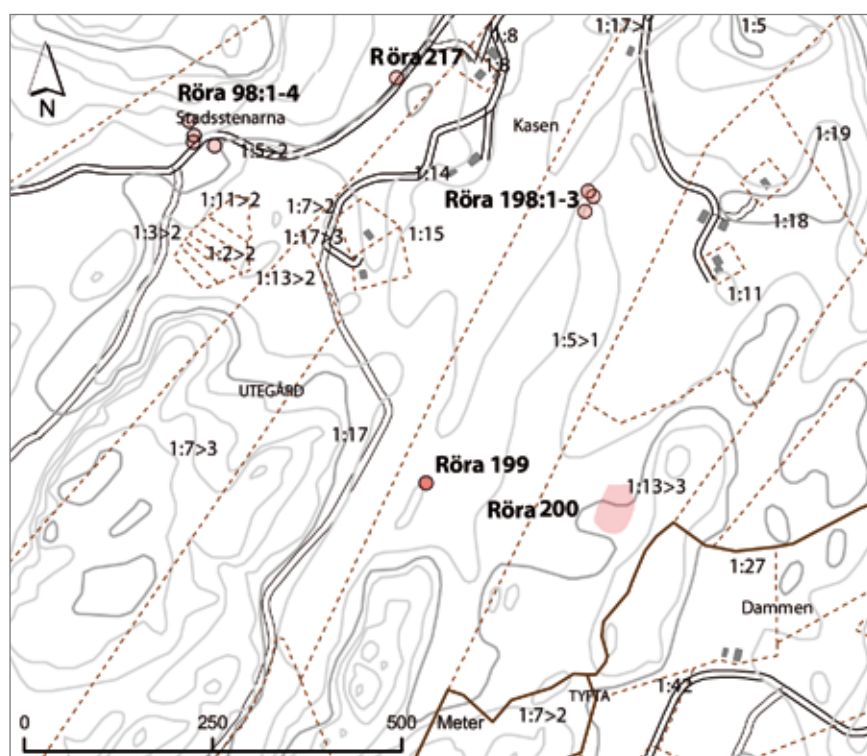 1:8
1:17>
1:5
Röra 217
1:8
N
Röra 98:1-4
Stadsstenarna
Kasen
1:19
1:5>2
1:14
1:11>2
1:7>2
Röra 198:1-3
1:18
1:3>2
1:17>3
1:15
1:2>2
1:13>2
1:11
1:5>1
UTEGÅRD
1:7>3
1:17
Röra 199
1:13>3
Röra 200
1:27
Dammen
1:42
TYFTA
1:7>2
0
250
500
Meter